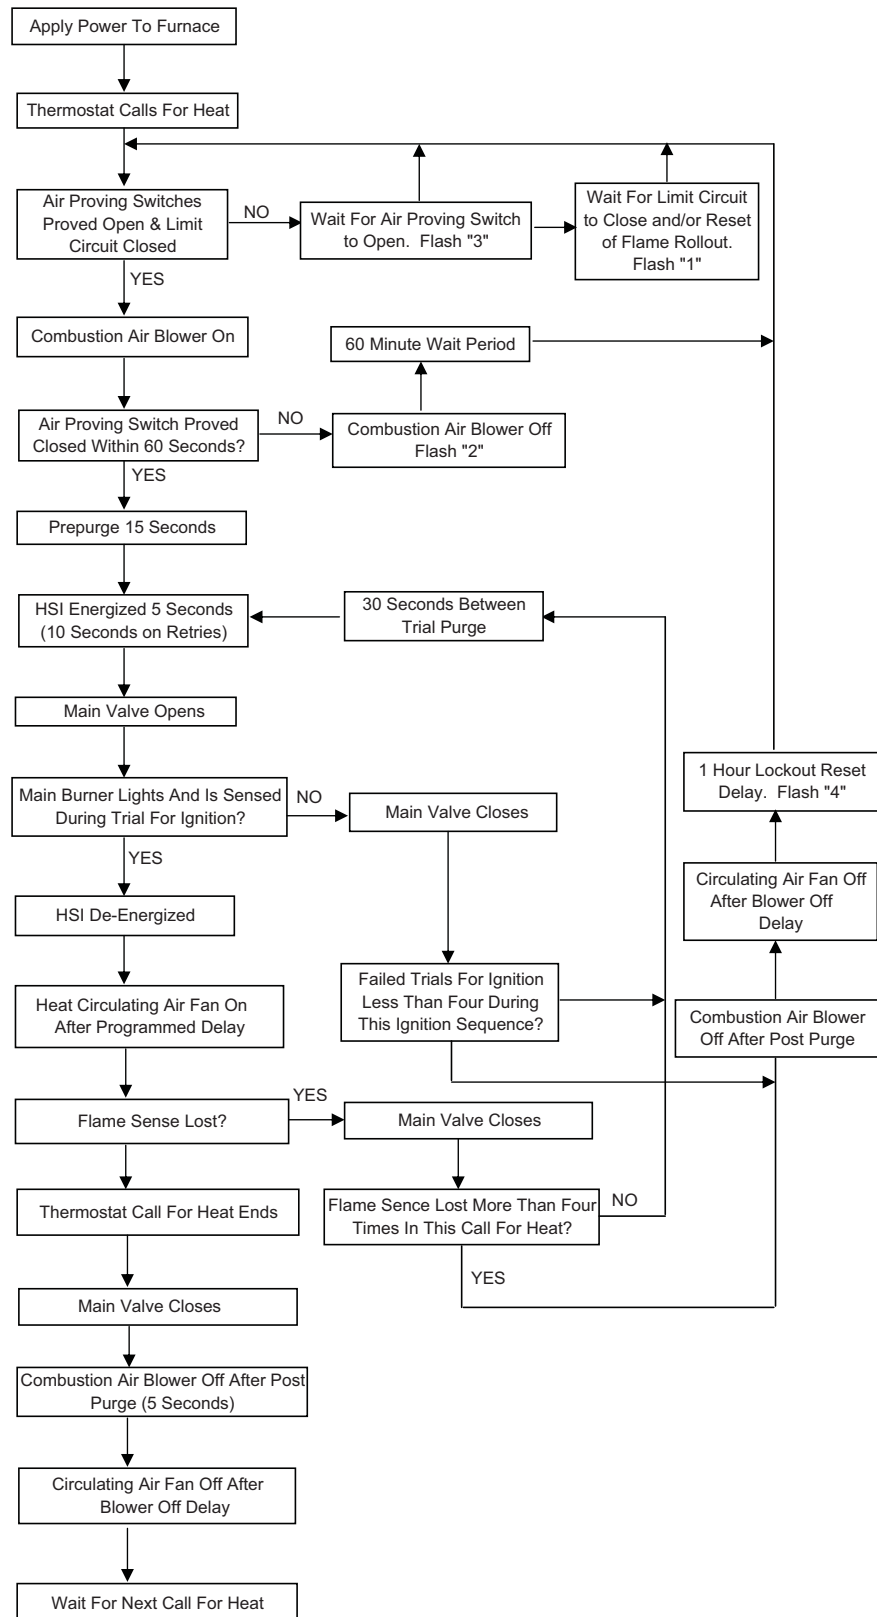 Apply Power To Furnace
Thermostat Calls For Heat
Air Proving Switches
Proved Open & Limit
Circuit Closed
NO
Wait For Air Proving Switch
to Open. Flash "3"
Wait For Limit Circuit
to Close and/or Reset
of Flame Rollout.
Flash "1"
YES
Combustion Air Blower On
60 Minute Wait Period
Air Proving Switch Proved
Closed Within 60 Seconds?
NO
Combustion Air Blower Off
Flash "2"
YES
Prepurge 15 Seconds
HSI Energized 5 Seconds
(10 Seconds on Retries)
30 Seconds Between
Trial Purge
Main Valve Opens
Main Burner Lights And Is Sensed
During Trial For Ignition?
NO
Main Valve Closes
1 Hour Lockout Reset
Delay. Flash "4"
YES
HSI De-Energized
Circulating Air Fan Off
After Blower Off
Delay
Heat Circulating Air Fan On
After Programmed Delay
Failed Trials For Ignition
Less Than Four During
This Ignition Sequence?
Combustion Air Blower
Off After Post Purge
Flame Sense Lost?
YES
Main Valve Closes
Thermostat Call For Heat Ends
Flame Sence Lost More Than Four
Times In This Call For Heat?
NO
YES
Main Valve Closes
Combustion Air Blower Off After Post
Purge (5 Seconds)
Circulating Air Fan Off After
Blower Off Delay
Wait For Next Call For Heat